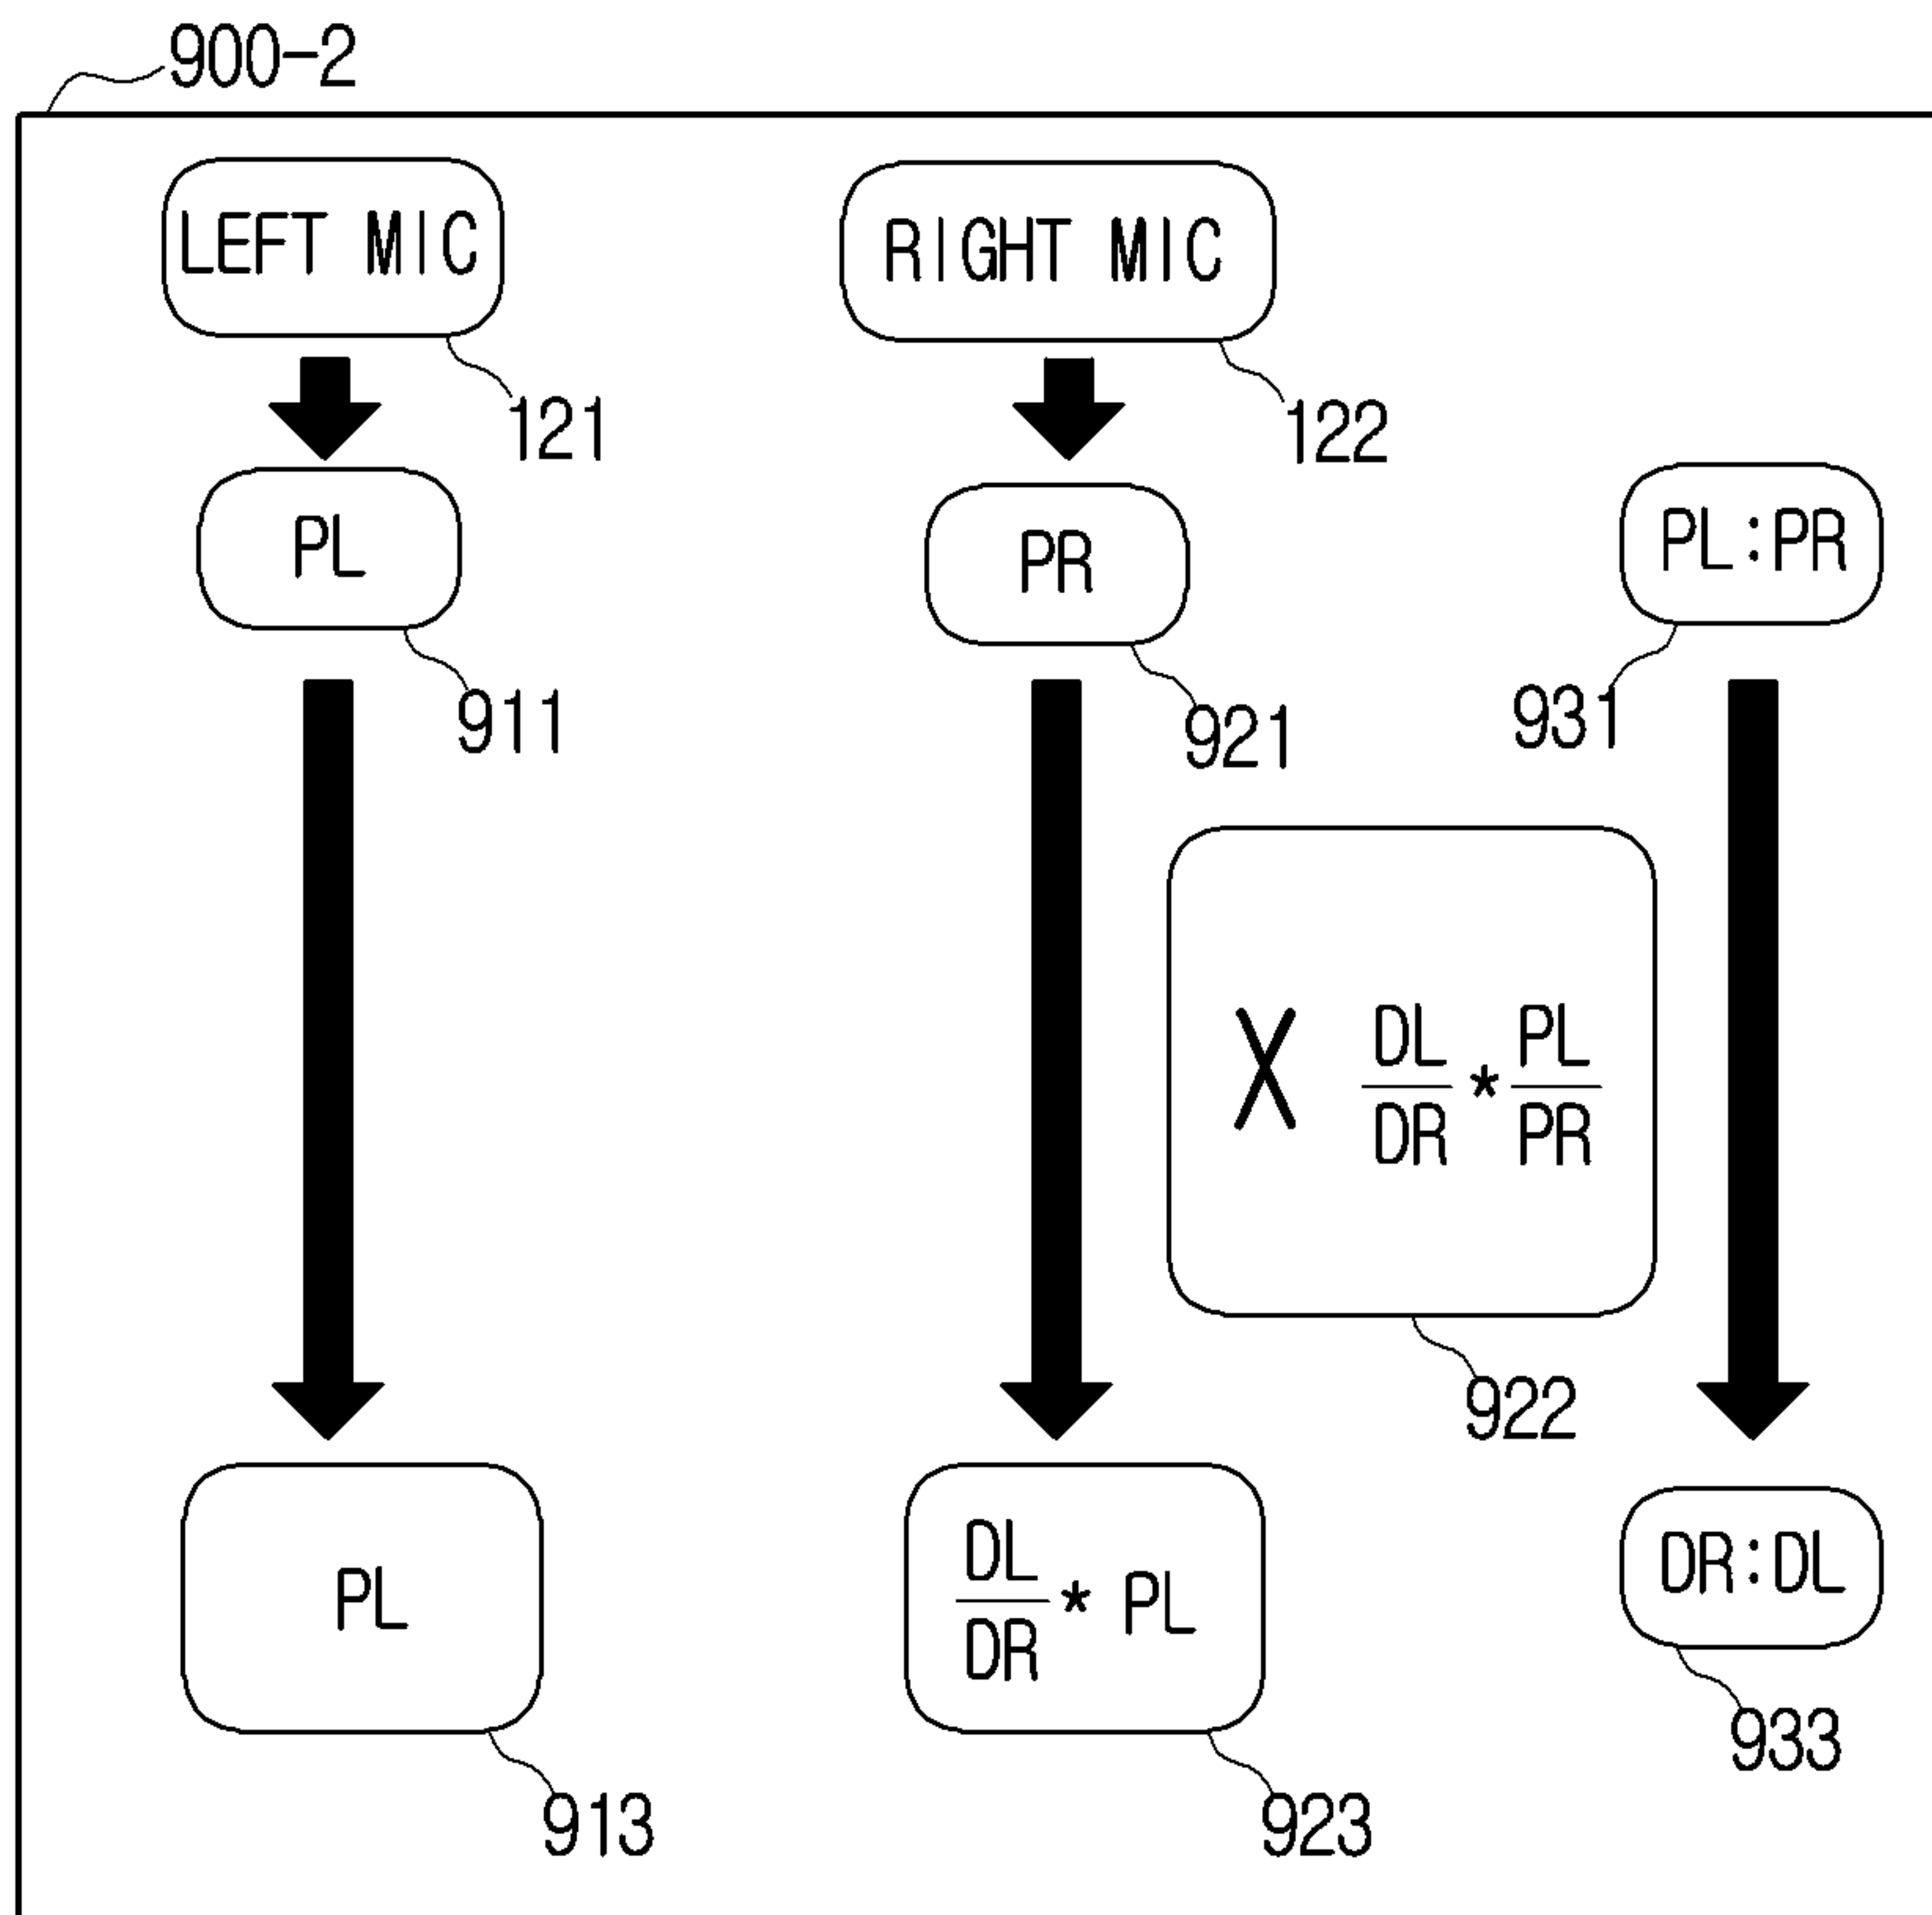 900-2
LEFT MIC
RIGHT MIC
121
122
PL
PR
PL:PR
911
921
931
X DL/DR * PL/PR
922
PL
DL/DR * PL
DR:DL
933
913
923